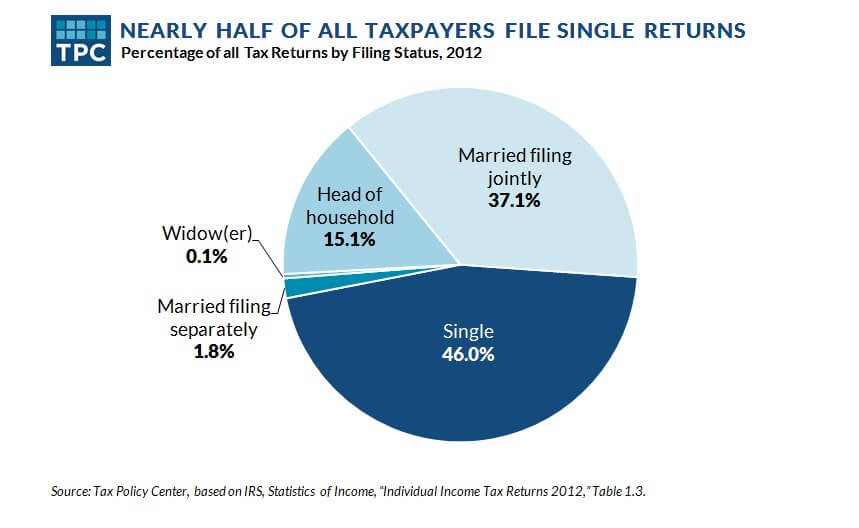 TPC
NEARLY HALF OF ALL TAXPAYERS FILE SINGLE RETURNS
Percentage of all Tax Returns by Filing Status, 2012
Married filing
jointly
37.1%
Head of
household
15.1%
Widow(er)
0.1%
Married filing
separately
1.8%
Single
46.0%
Source: Tax Policy Center, based on IRS, Statistics of Income, "Individual Income Tax Returns 2012," Table 1.3.